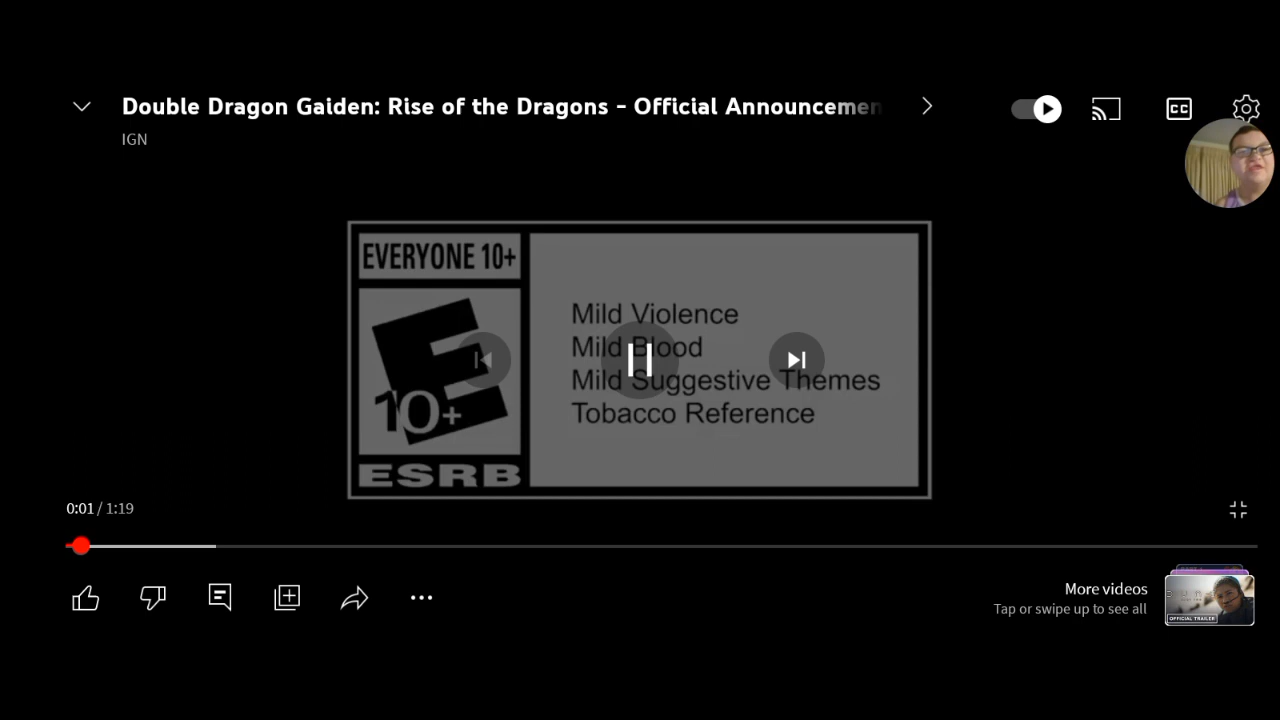 Double Dragon Gaiden: Rise of the Dragons - Official Announcemen
IGN
CC
EVERYONE 10+
E
10+
ESRB
Mild Violence
Mild Blood
Mild Suggestive Themes
Tobacco Reference
0:01 / 1:19
More videos
Tap or swipe up to see all
OFFICIAL TRAILER